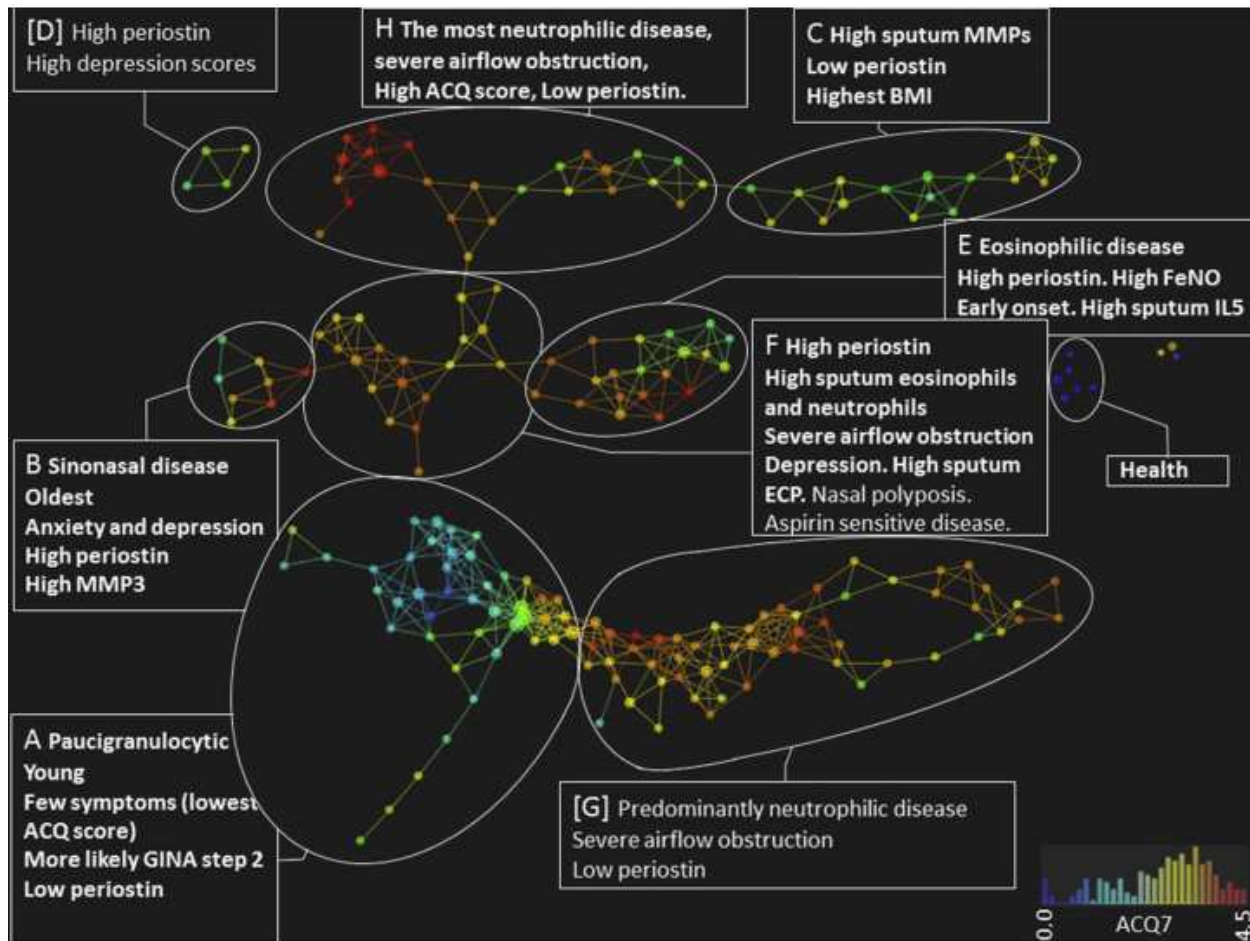 [D] High periostin
High depression scores
H The most neutrophilic disease,
severe airflow obstruction,
High ACQ score, Low periostin.
C High sputum MMPs
Low periostin
Highest BMI
E Eosinophilic disease
High periostin. High FeNO
Early onset. High sputum IL5
F High periostin
High sputum eosinophils
and neutrophils
Severe airflow obstruction
Depression. High sputum
ECP. Nasal polyposis.
Aspirin sensitive disease.
Health
B Sinonasal disease
Oldest
Anxiety and depression
High periostin
High MMP3
A Paucigranulocytic
Young
Few symptoms (lowest
ACQ score)
More likely GINA step 2
Low periostin
[G] Predominantly neutrophilic disease
Severe airflow obstruction
Low periostin
0.0
ACQ7
4.5